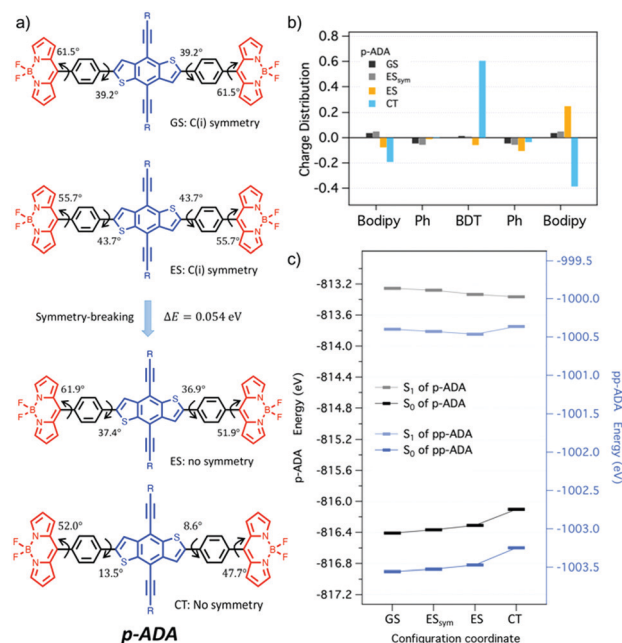 a)
R
61.5°
39.2°
F
F
B
N
N
S
S
N
N
B
F
F
39.2°
61.5°
R
GS: C(i) symmetry
R
55.7°
43.7°
F
F
B
N
N
S
S
N
N
B
F
F
43.7°
55.7°
R
ES: C(i) symmetry
Symmetry-breaking
ΔE = 0.054 eV
R
61.9°
36.9°
F
F
B
N
N
S
S
N
N
B
F
F
37.4°
51.9°
R
ES: no symmetry
R
52.0°
8.6°
F
F
B
N
N
S
S
N
N
B
F
F
13.5°
47.7°
R
CT: No symmetry
p-ADA
b)
Charge Distribution
0.8
0.6
0.4
0.2
0.0
-0.2
-0.4
p-ADA
GS
ESsym
ES
CT
Bodipy
Ph
BDT
Ph
Bodipy
c)
p-ADA Energy (eV)
-813.2
-813.6
-814.0
-814.4
-814.8
-815.2
-815.6
-816.0
-816.4
-816.8
-817.2
S1 of p-ADA
S0 of p-ADA
S1 of pp-ADA
S0 of pp-ADA
-999.5
-1000.0
-1000.5
-1001.0
-1001.5
-1002.0
-1002.5
-1003.0
-1003.5
pp-ADA Energy (eV)
GS
ESsym
ES
CT
Configuration coordinate